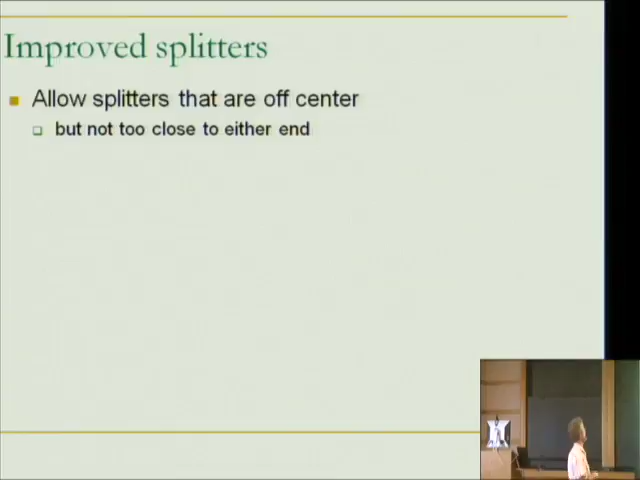 Improved splitters
Allow splitters that are off center
but not too close to either end